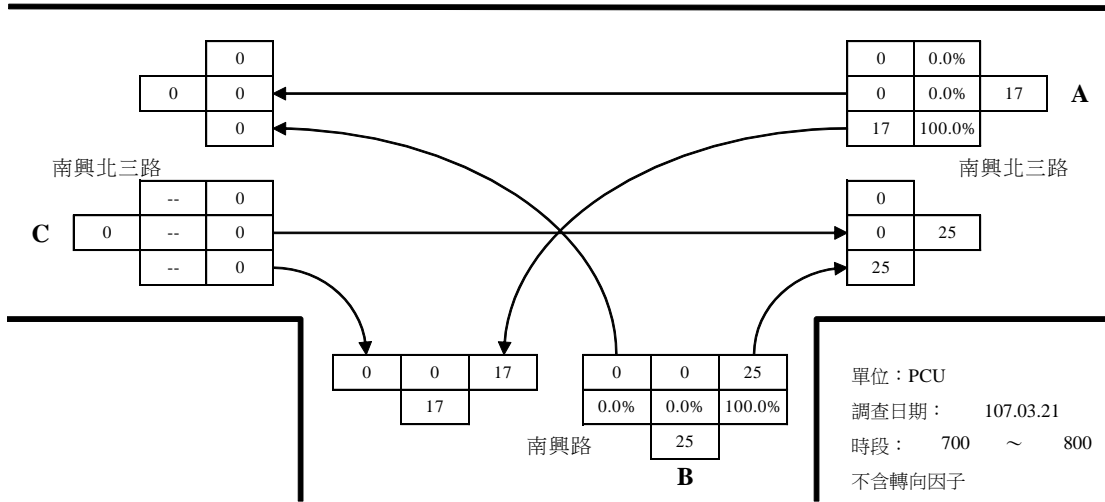 0
0 0.0%
0 0
0 0.0% 17 A
0
17 100.0%
南興北三路
南興北三路
-- 0
0
C 0 -- 0
0 25
-- 0
25
0 0 17
0 0 25
17
0.0% 0.0% 100.0%
南興路 25
B
單位：PCU
調查日期： 107.03.21
時段： 700 ～ 800
不含轉向因子